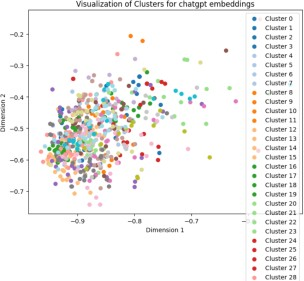 Visualization of Clusters for chatgpt embeddings
Dimension 2
−0.2
−0.3
−0.4
−0.5
−0.6
−0.7
−0.9
−0.8
−0.7
Dimension 1
Cluster 0
Cluster 1
Cluster 2
Cluster 3
Cluster 4
Cluster 5
Cluster 6
Cluster 7
Cluster 8
Cluster 9
Cluster 10
Cluster 11
Cluster 12
Cluster 13
Cluster 14
Cluster 15
Cluster 16
Cluster 17
Cluster 18
Cluster 19
Cluster 20
Cluster 21
Cluster 22
Cluster 23
Cluster 24
Cluster 25
Cluster 26
Cluster 27
Cluster 28